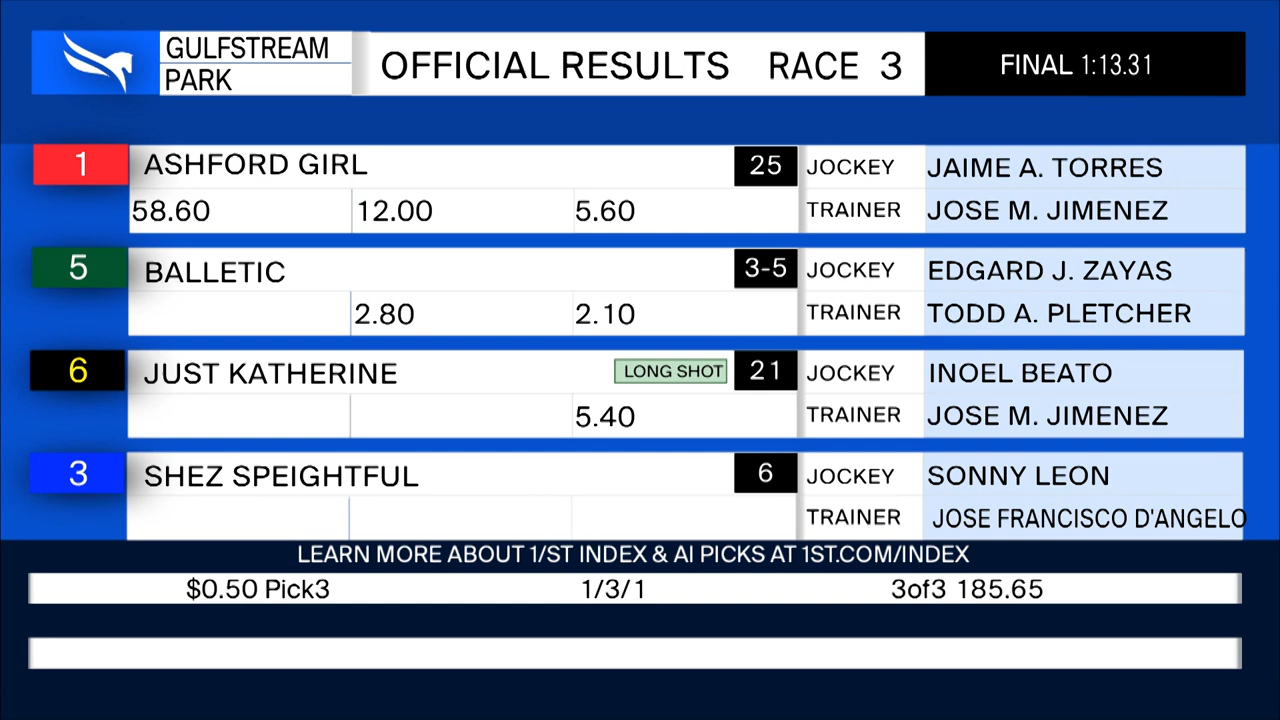 GULFSTREAM
PARK
OFFICIAL RESULTS RACE 3
FINAL 1:13.31
1 ASHFORD GIRL 25 JOCKEY JAIME A. TORRES
58.60 12.00 5.60 TRAINER JOSE M. JIMENEZ
5 BALLETIC 3-5 JOCKEY EDGARD J. ZAYAS
2.80 2.10 TRAINER TODD A. PLETCHER
6 JUST KATHERINE LONG SHOT 21 JOCKEY INOEL BEATO
5.40 TRAINER JOSE M. JIMENEZ
3 SHEZ SPEIGHTFUL 6 JOCKEY SONNY LEON
TRAINER JOSE FRANCISCO D'ANGELO
LEARN MORE ABOUT 1/ST INDEX & AI PICKS AT 1ST.COM/INDEX
$0.50 Pick3 1/3/1 3of3 185.65